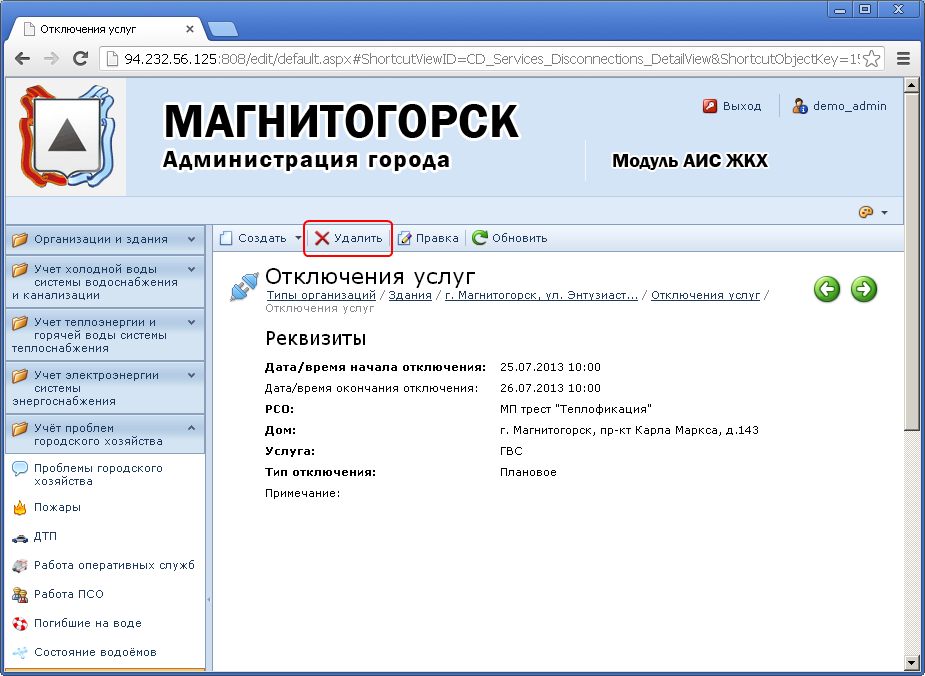 Отключения услуг
94.232.56.125:808/edit/default.aspx#ShortcutViewID=CD_Services_Disconnections_DetailView&ShortcutObjectKey=15
МАГНИТОГОРСК
Администрация города
Модуль АИС ЖКХ
Выход
demo_admin
Организации и здания
Учет холодной воды
системы водоснабжения
и канализации
Учет теплоэнергии и
горячей воды системы
теплоснабжения
Учет электроэнергии
системы
энергоснабжения
Учёт проблем
городского хозяйства
Проблемы городского
хозяйства
Пожары
ДТП
Работа оперативных служб
Работа ПСО
Погибшие на воде
Состояние водоёмов
Создать Удалить Правка Обновить
Отключения услуг
Типы организаций / Здания / г. Магнитогорск, ул. Энтузиаст... / Отключения услуг /
Отключения услуг
Реквизиты
Дата/время начала отключения: 25.07.2013 10:00
Дата/время окончания отключения: 26.07.2013 10:00
РСО: МП трест "Теплофикация"
Дом: г. Магнитогорск, пр-кт Карла Маркса, д.143
Услуга: ГВС
Тип отключения: Плановое
Примечание: